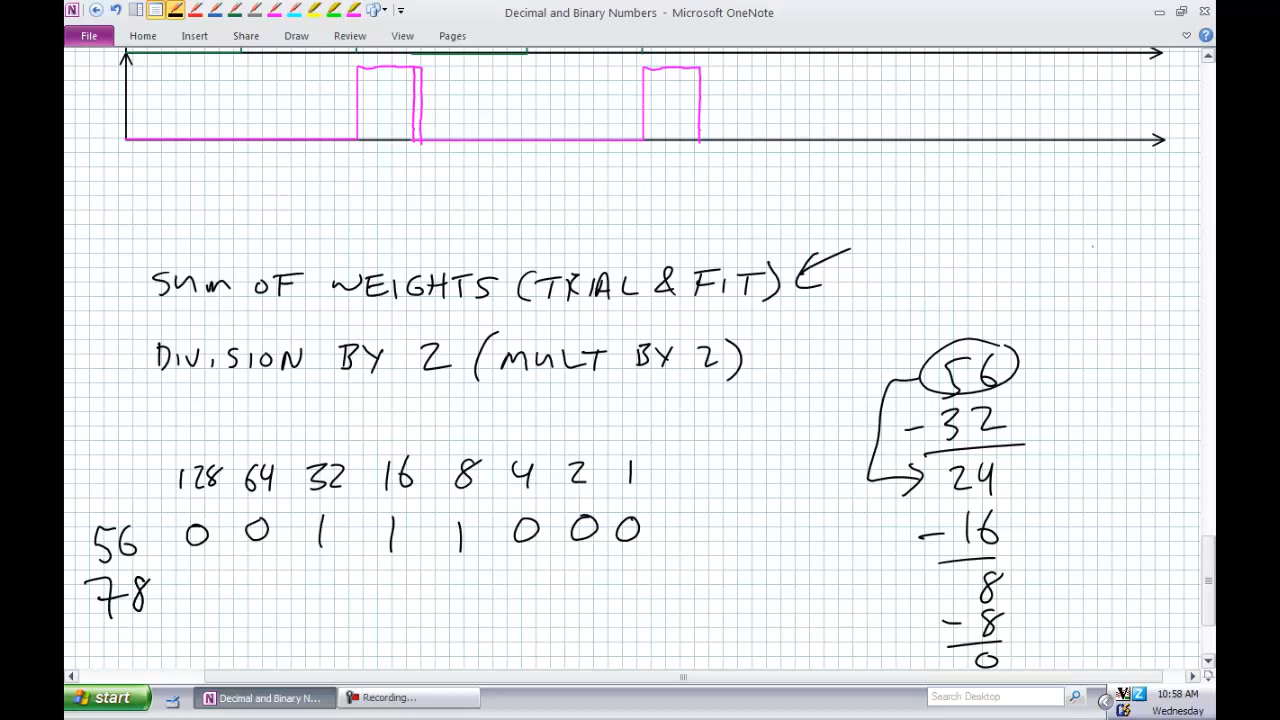 Decimal and Binary Numbers - Microsoft OneNote
File Home Insert Share Draw Review View Pages
SUM OF WEIGHTS (TRIAL & FIT)
DIVISION BY 2 (MULT BY 2)
56
- 32
24
- 16
8
- 8
0
128 64 32 16 8 4 2 1
56 0 0 1 1 1 0 0 0
78
start
Decimal and Binary N...
Recording...
Search Desktop
10:58 AM
Wednesday